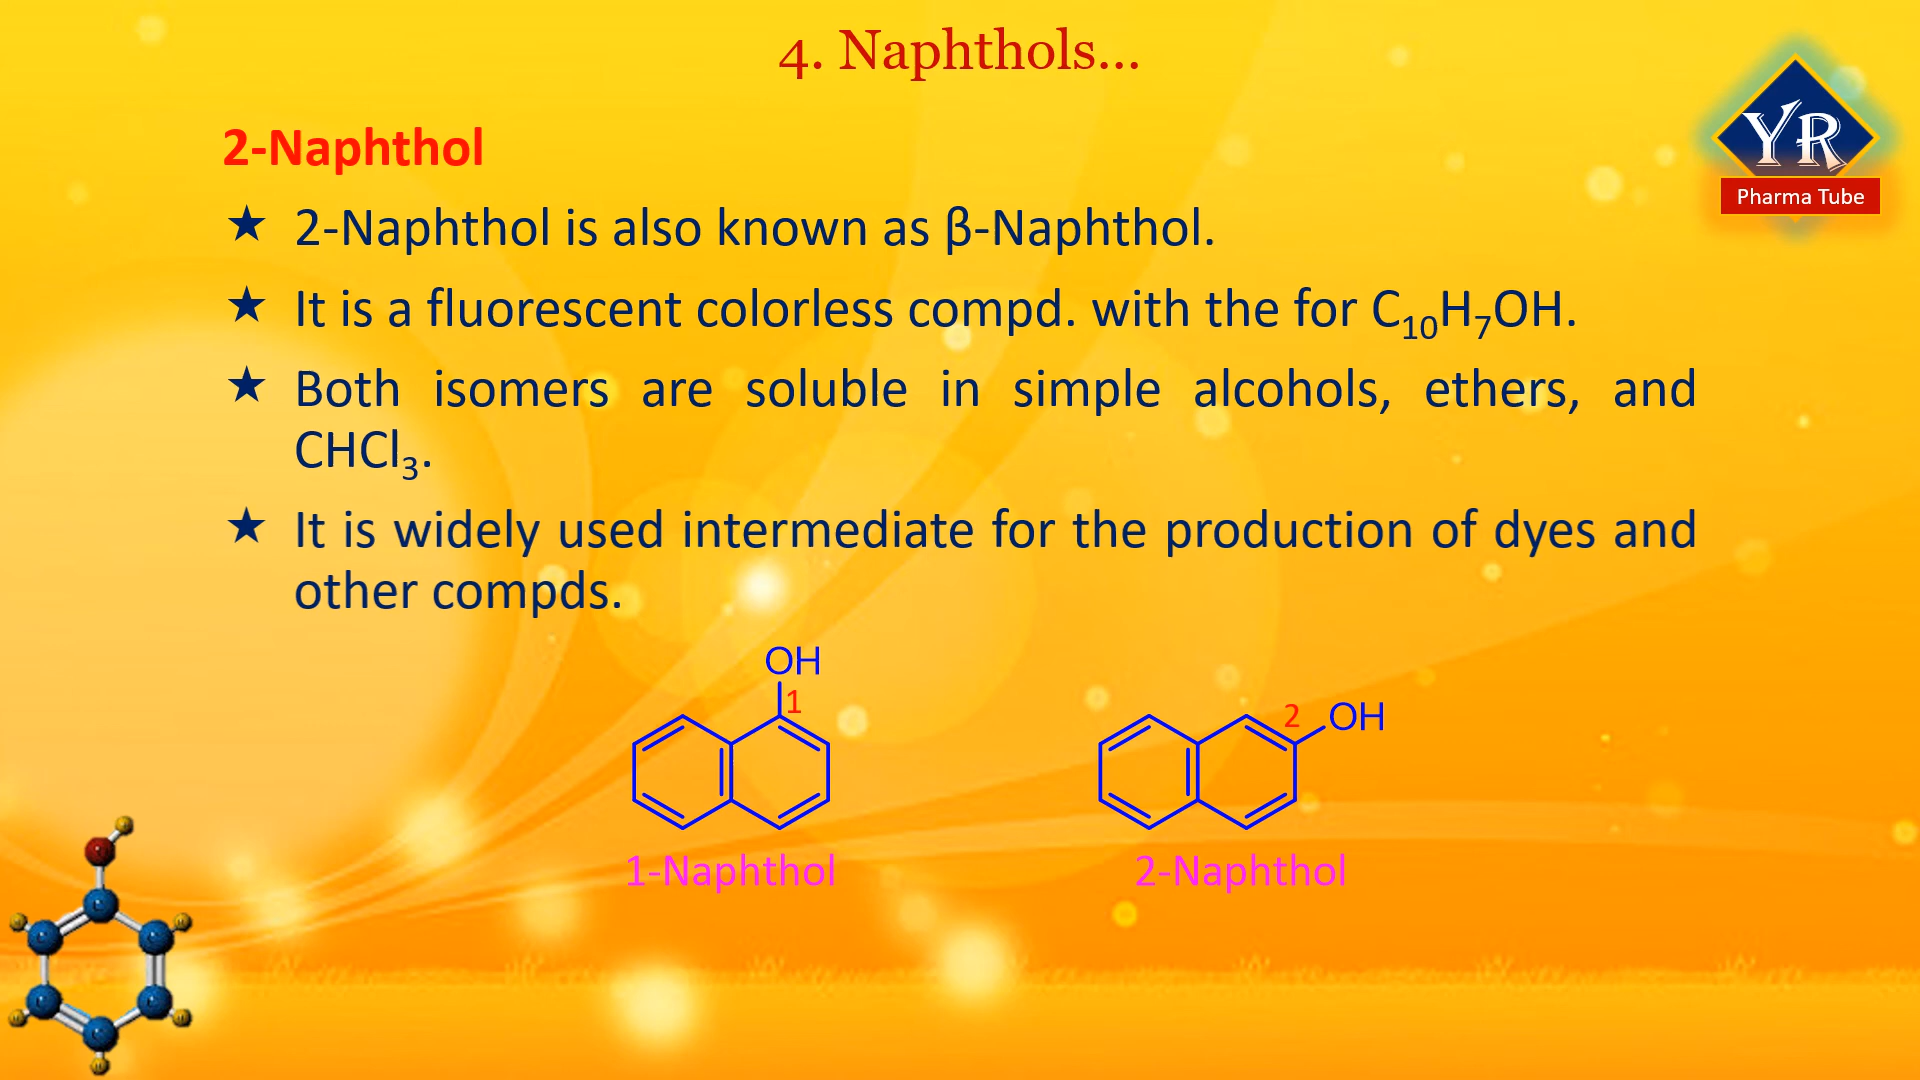 4. Naphthols...
YR
Pharma Tube
2-Naphthol
★ 2-Naphthol is also known as β-Naphthol.
★ It is a fluorescent colorless compd. with the for C₁₀H₇OH.
★ Both isomers are soluble in simple alcohols, ethers, and
CHCl₃.
★ It is widely used intermediate for the production of dyes and
other compds.
OH
1
2 OH
1-Naphthol
2-Naphthol